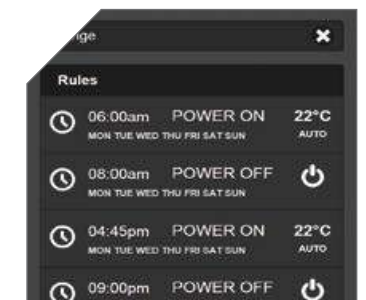 Rules
06:00am POWER ON 22°C
MON TUE WED THU FRI SAT SUN AUTO
08:00am POWER OFF
MON TUE WED THU FRI SAT SUN
04:45pm POWER ON 22°C
MON TUE WED THU FRI SAT SUN AUTO
09:00pm POWER OFF